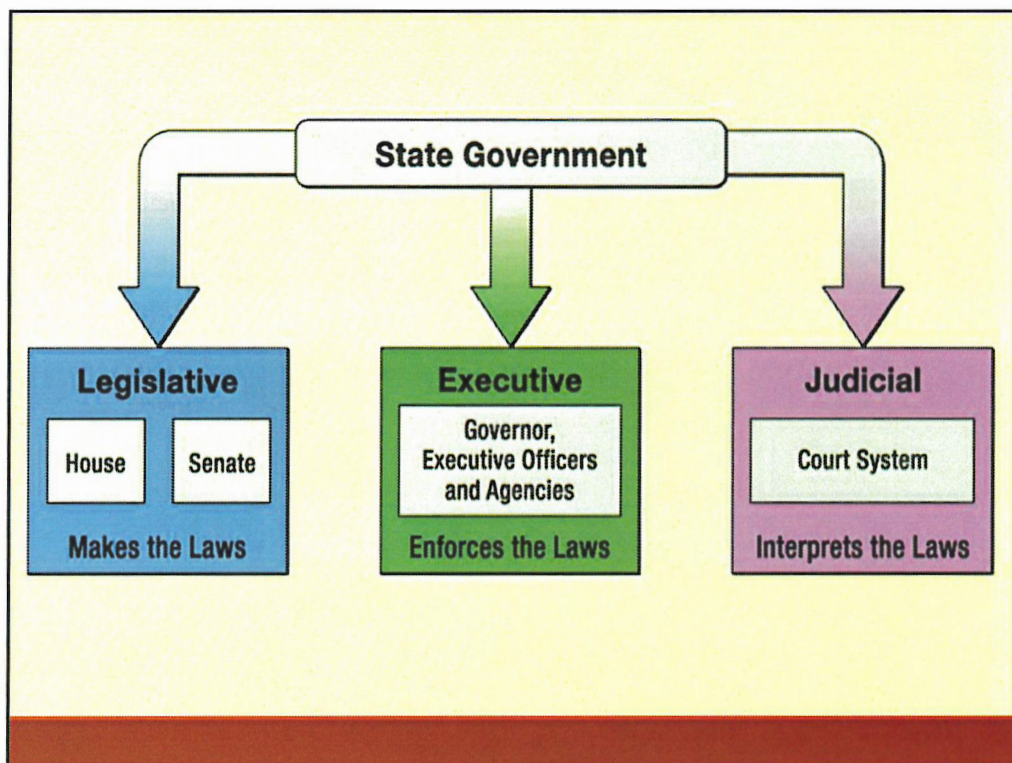 State Government
Legislative
House
Senate
Makes the Laws
Executive
Governor,
Executive Officers
and Agencies
Enforces the Laws
Judicial
Court System
Interprets the Laws